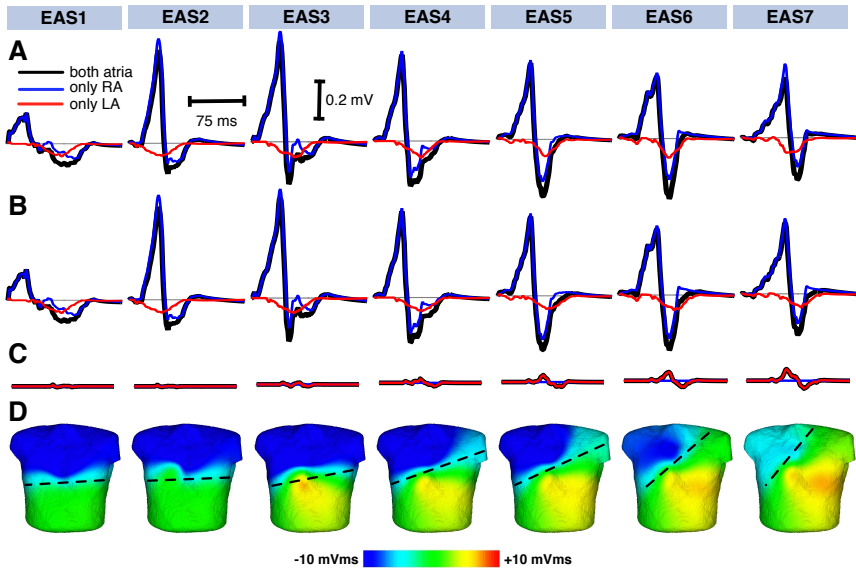 EAS1 EAS2 EAS3 EAS4 EAS5 EAS6 EAS7
A
both atria
only RA
only LA
75 ms
0.2 mV
B
C
D
-10 mVms +10 mVms